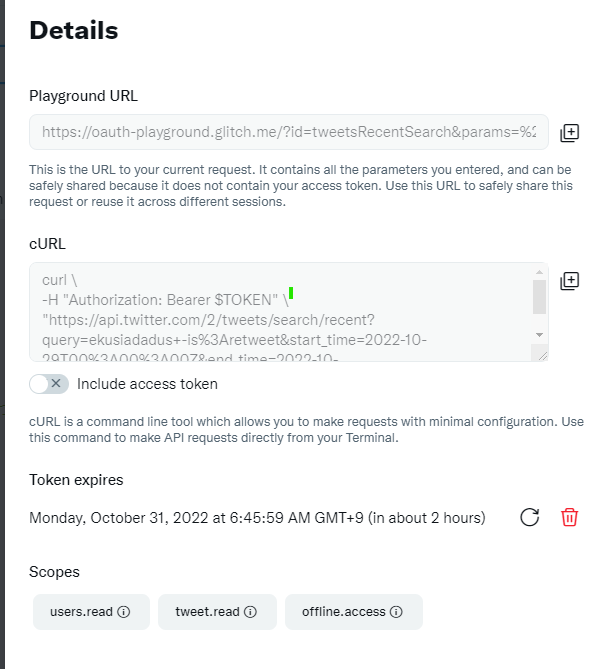 Details
Playground URL
https://oauth-playground.glitch.me/?id=tweetsRecentSearch&params=%2
This is the URL to your current request. It contains all the parameters you entered, and can be
safely shared because it does not contain your access token. Use this URL to safely share this
request or reuse it across different sessions.
cURL
curl \
-H "Authorization: Bearer $TOKEN" \
"https://api.twitter.com/2/tweets/search/recent?
query=ekusiadadus+-is%3Aretweet&start_time=2022-10-
29T00%3A00%3A00Z&end_time=2022-10-
Include access token
cURL is a command line tool which allows you to make requests with minimal configuration. Use
this command to make API requests directly from your Terminal.
Token expires
Monday, October 31, 2022 at 6:45:59 AM GMT+9 (in about 2 hours)
Scopes
users.read
tweet.read
offline.access